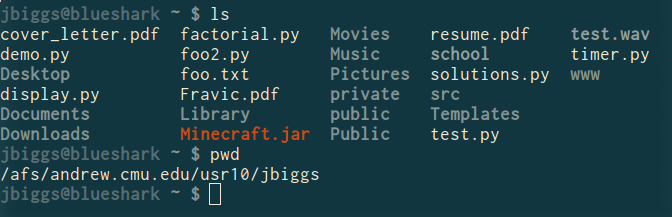 jbiggs@blueshark ~ $ ls
cover_letter.pdf factorial.py Movies resume.pdf test.wav
demo.py foo2.py Music school timer.py
Desktop foo.txt Pictures solutions.py www
display.py Fravic.pdf private src
Documents Library public Templates
Downloads Minecraft.jar Public test.py
jbiggs@blueshark ~ $ pwd
/afs/andrew.cmu.edu/usr10/jbiggs
jbiggs@blueshark ~ $